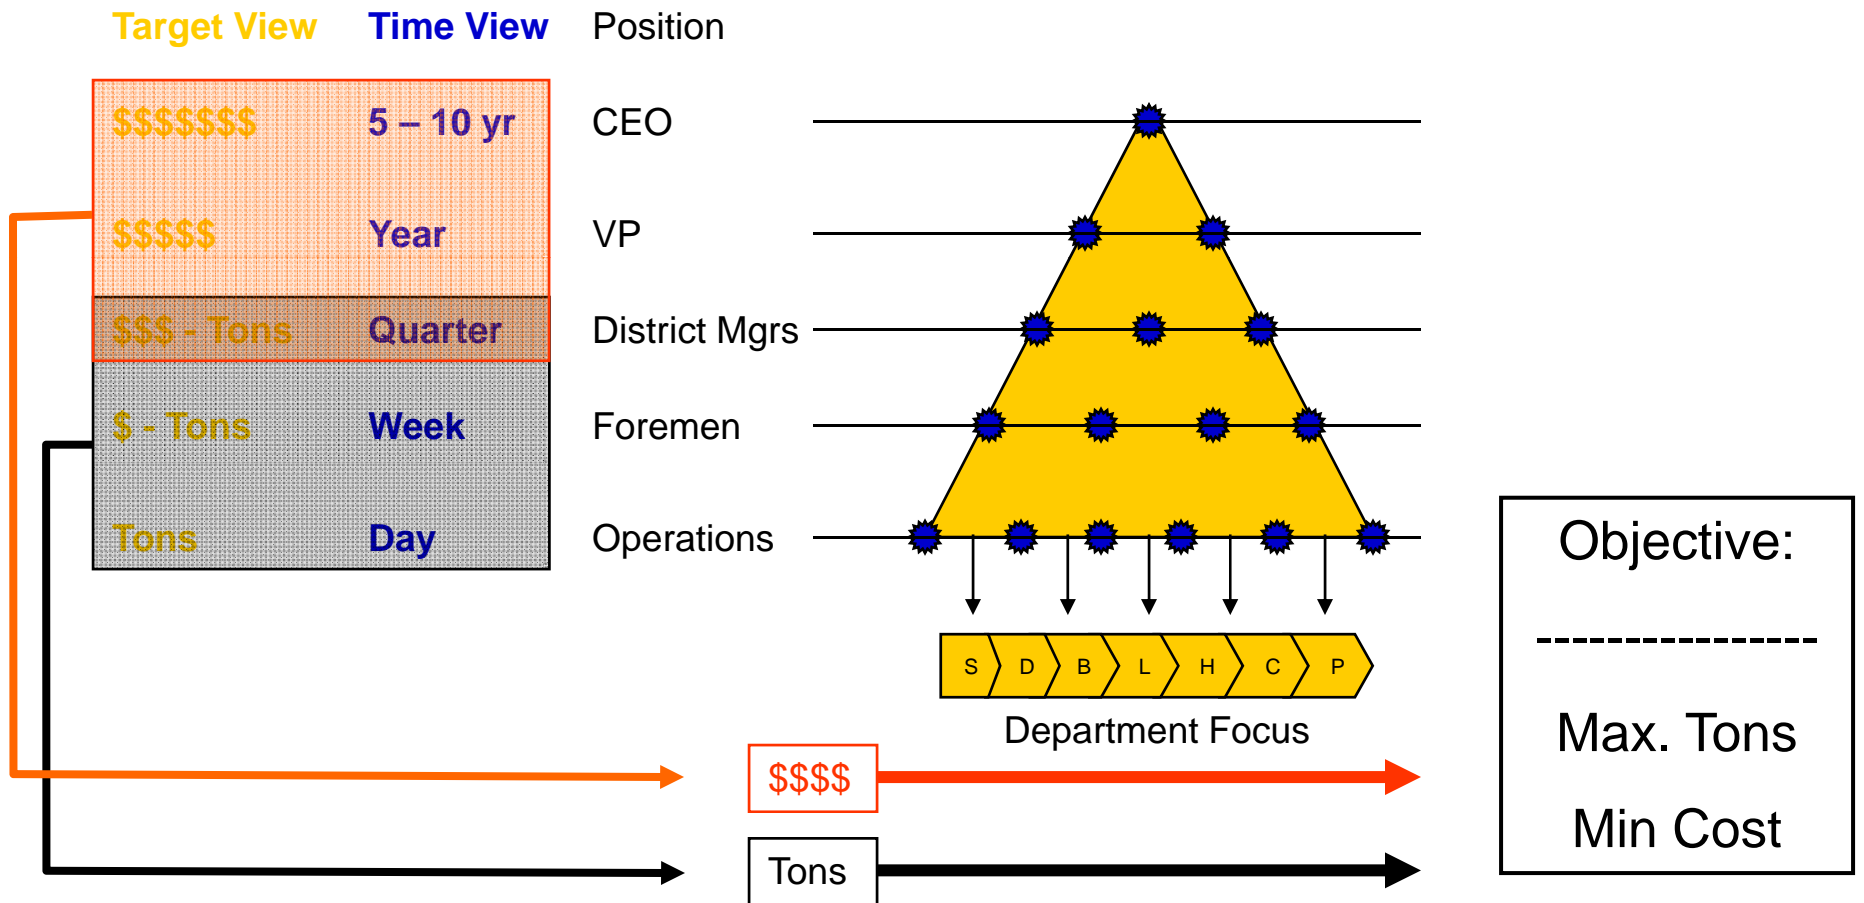 Target View Time View Position
$$$$$$$ 5 – 10 yr CEO
$$$$$ Year VP
$$$ - Tons Quarter District Mgrs
$ - Tons Week Foremen
Tons Day Operations
S D B L H C P
Department Focus
$$$$
Tons
Objective:
----------------
Max. Tons
Min Cost